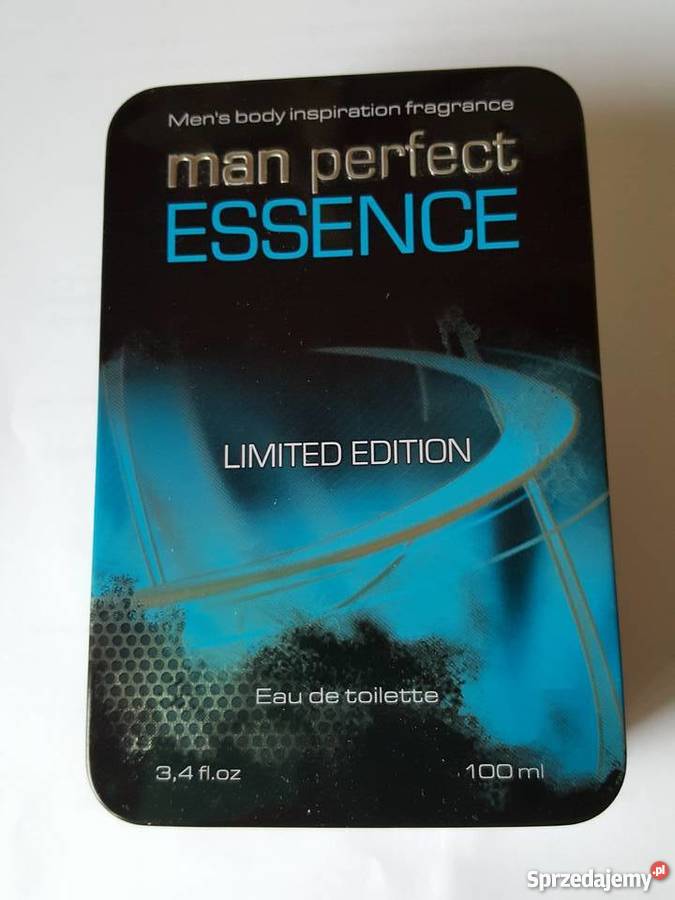 Men's body inspiration fragrance
man perfect
ESSENCE
LIMITED EDITION
Eau de toilette
3,4 fl.oz 100 ml
Sprzedajemy.pl